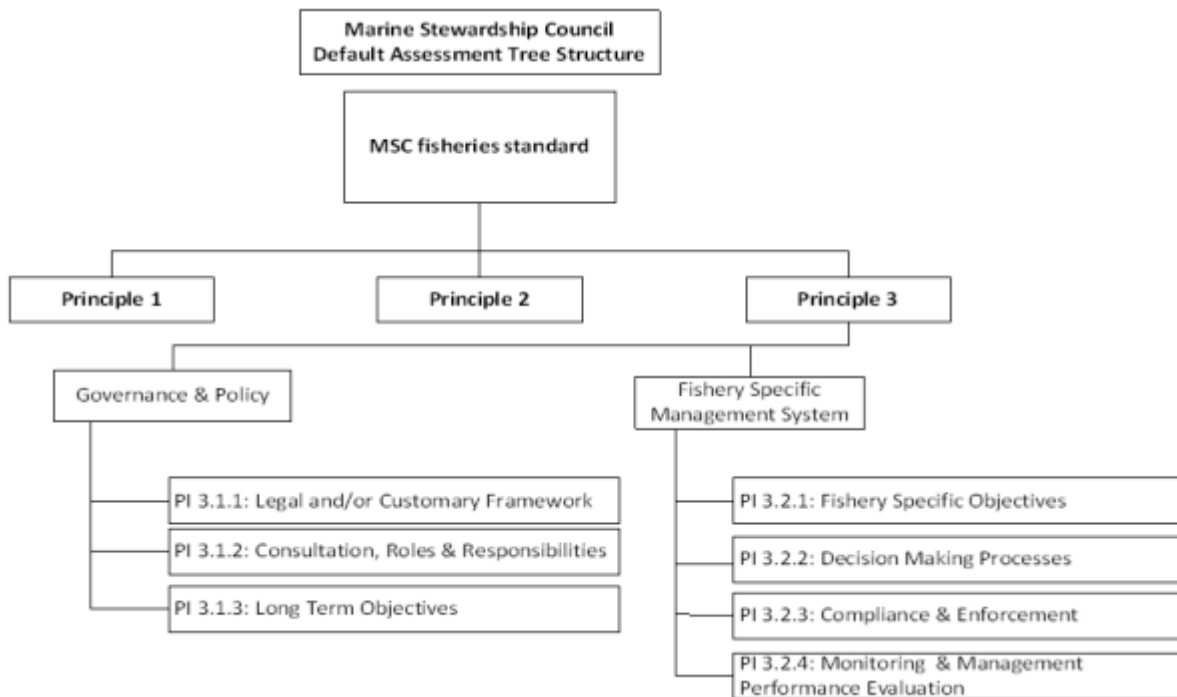 Marine Stewardship Council
Default Assessment Tree Structure
MSC fisheries standard
Principle 1
Principle 2
Principle 3
Governance & Policy
Fishery Specific
Management System
PI 3.1.1: Legal and/or Customary Framework
PI 3.1.2: Consultation, Roles & Responsibilities
PI 3.1.3: Long Term Objectives
PI 3.2.1: Fishery Specific Objectives
PI 3.2.2: Decision Making Processes
PI 3.2.3: Compliance & Enforcement
PI 3.2.4: Monitoring & Management
Performance Evaluation